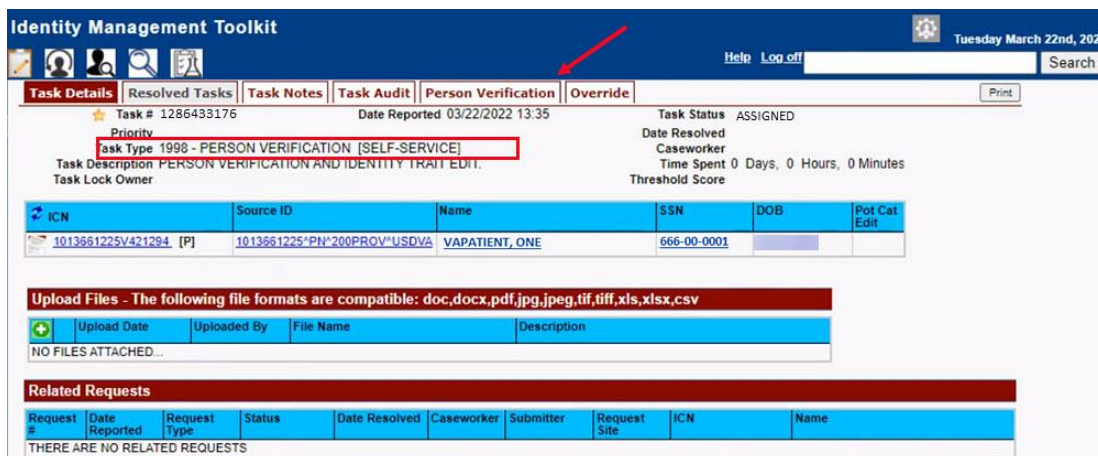 Identity Management Toolkit
Tuesday March 22nd, 202
Help Log off Search
Task Details Resolved Tasks Task Notes Task Audit Person Verification Override Print
Task # 1286433176 Date Reported 03/22/2022 13:35 Task Status ASSIGNED
Priority Date Resolved
Task Type 1998 - PERSON VERIFICATION [SELF-SERVICE] Caseworker
Task Description PERSON VERIFICATION AND IDENTITY TRAIT EDIT. Time Spent 0 Days, 0 Hours, 0 Minutes
Task Lock Owner Threshold Score
ICN Source ID Name SSN DOB Pot Cat Edit
1013661225V421294 [P] 1013661225^PN^200PROV^USDVA VAPATIENT, ONE 666-00-0001
Upload Files - The following file formats are compatible: doc,docx,pdf,jpg,jpeg,tif,tiff,xls,xlsx,csv
Upload Date Uploaded By File Name Description
NO FILES ATTACHED...
Related Requests
Request # Date Reported Request Type Status Date Resolved Caseworker Submitter Request Site ICN Name
THERE ARE NO RELATED REQUESTS